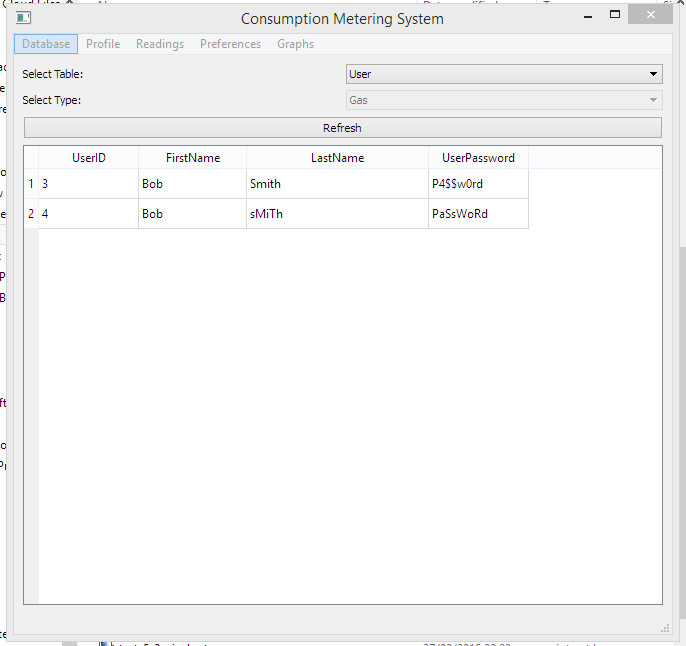 Consumption Metering System
Database Profile Readings Preferences Graphs
Select Table: User
Select Type: Gas
Refresh
UserID FirstName LastName UserPassword
1 3 Bob Smith P4$$w0rd
2 4 Bob sMiTh PaSsWoRd